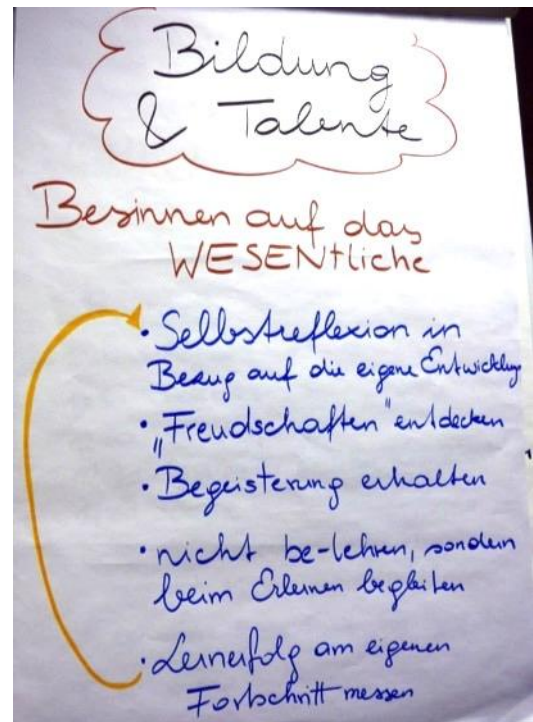 Bildung
& Talente
Besinnen auf das
WESENtliche
• Selbstreflexion in
Bezug auf die eigene Entwicklung
• „Freudschaften" entdecken
• Begeisterung erhalten
• nicht be-lehren, sondern
beim Erlernen begleiten
• Lernerfolg am eigenen
Fortschritt messen